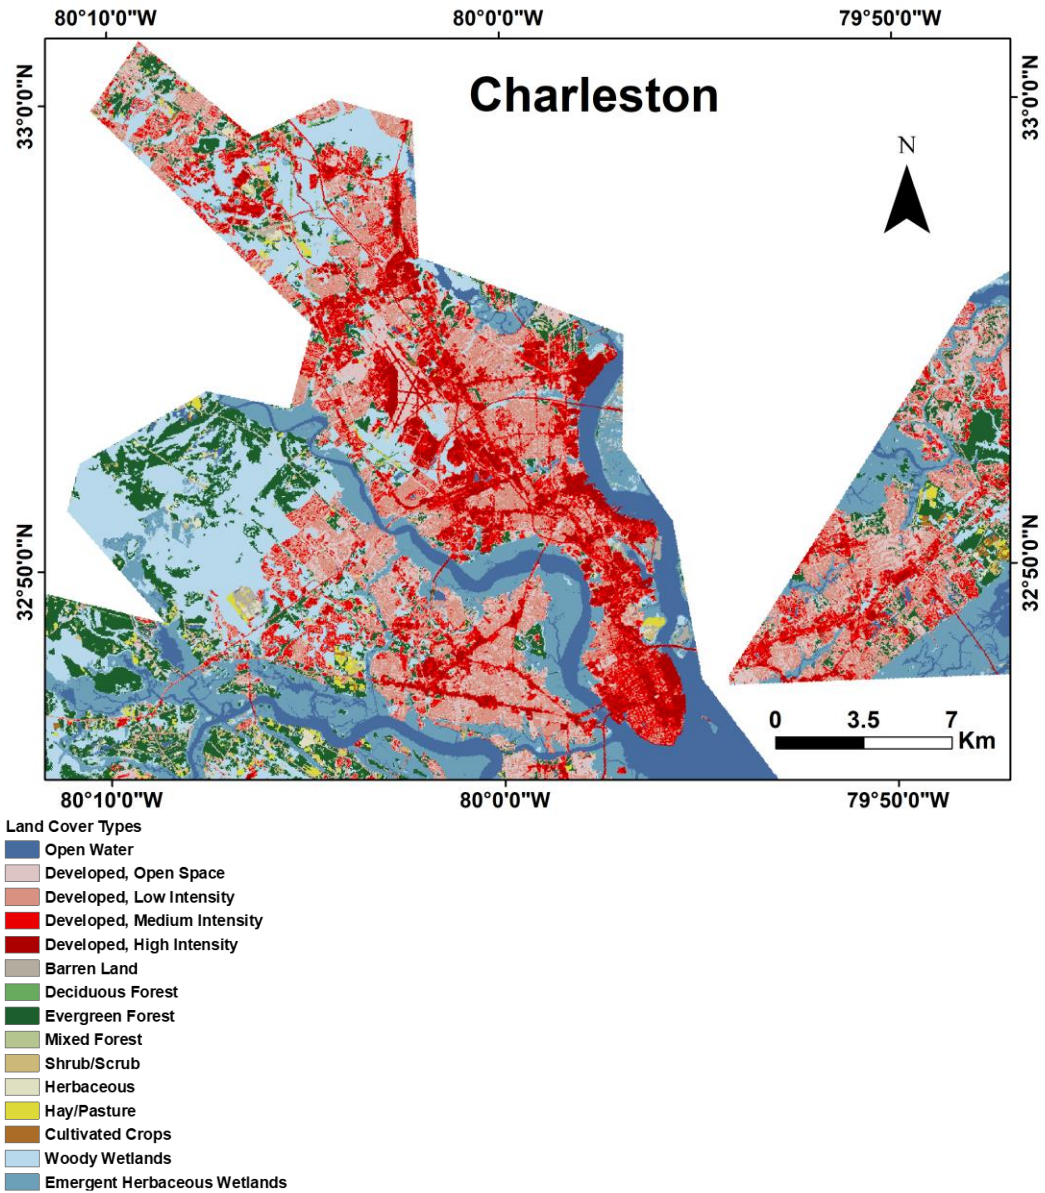 80°10'0"W 80°0'0"W 79°50'0"W
33°0'0"N
33°0'0"N
Charleston
N
32°50'0"N
32°50'0"N
0 3.5 7
Km
80°10'0"W 80°0'0"W 79°50'0"W
Land Cover Types
Open Water
Developed, Open Space
Developed, Low Intensity
Developed, Medium Intensity
Developed, High Intensity
Barren Land
Deciduous Forest
Evergreen Forest
Mixed Forest
Shrub/Scrub
Herbaceous
Hay/Pasture
Cultivated Crops
Woody Wetlands
Emergent Herbaceous Wetlands